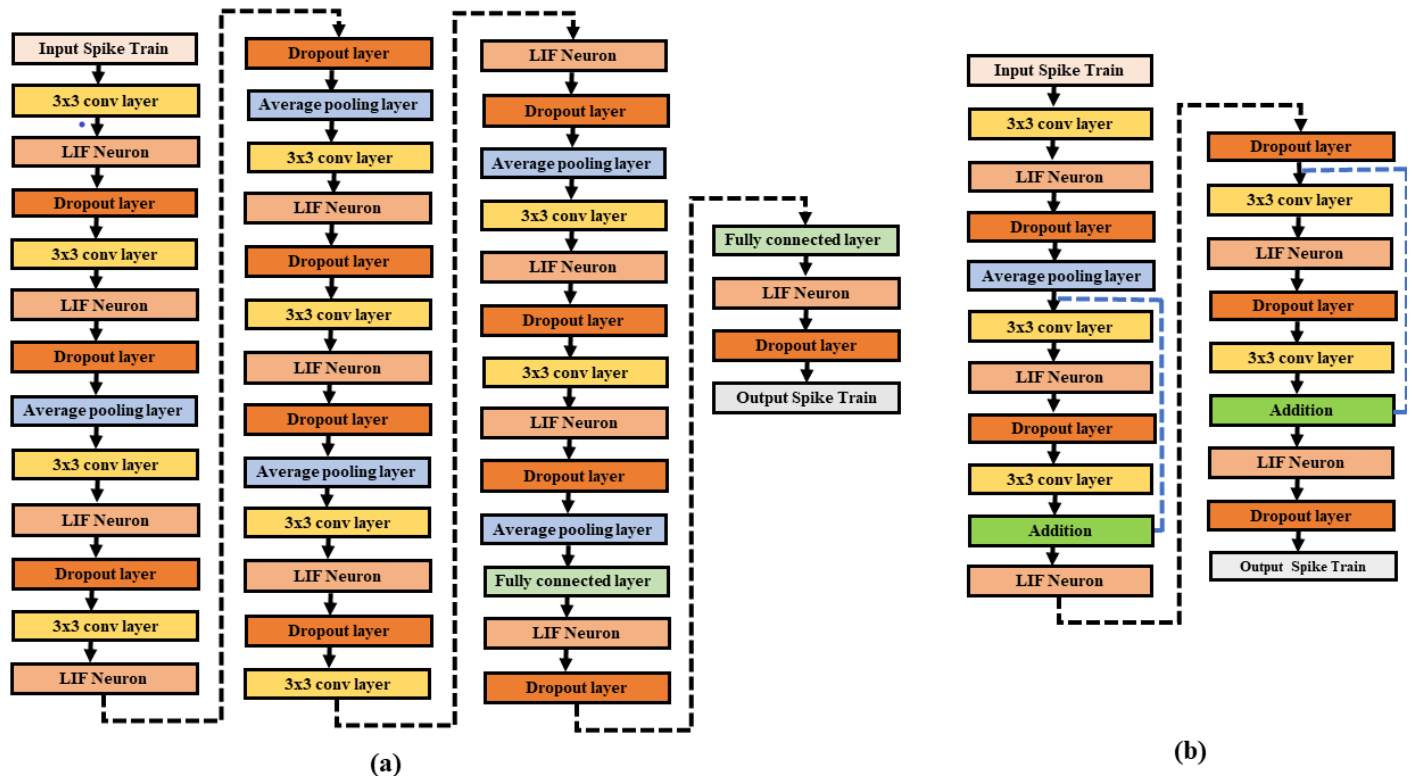 Input Spike Train
3x3 conv layer
LIF Neuron
Dropout layer
3x3 conv layer
LIF Neuron
Dropout layer
Average pooling layer
3x3 conv layer
LIF Neuron
Dropout layer
3x3 conv layer
LIF Neuron
Dropout layer
Average pooling layer
3x3 conv layer
LIF Neuron
Dropout layer
3x3 conv layer
LIF Neuron
Dropout layer
Average pooling layer
3x3 conv layer
LIF Neuron
Dropout layer
3x3 conv layer
LIF Neuron
Dropout layer
Average pooling layer
3x3 conv layer
LIF Neuron
Dropout layer
3x3 conv layer
LIF Neuron
Dropout layer
Average pooling layer
Fully connected layer
LIF Neuron
Dropout layer
Fully connected layer
LIF Neuron
Dropout layer
Output Spike Train
(a)
Input Spike Train
3x3 conv layer
LIF Neuron
Dropout layer
Average pooling layer
3x3 conv layer
LIF Neuron
Dropout layer
3x3 conv layer
Addition
LIF Neuron
Dropout layer
3x3 conv layer
LIF Neuron
Dropout layer
3x3 conv layer
Addition
LIF Neuron
Dropout layer
Output Spike Train
(b)